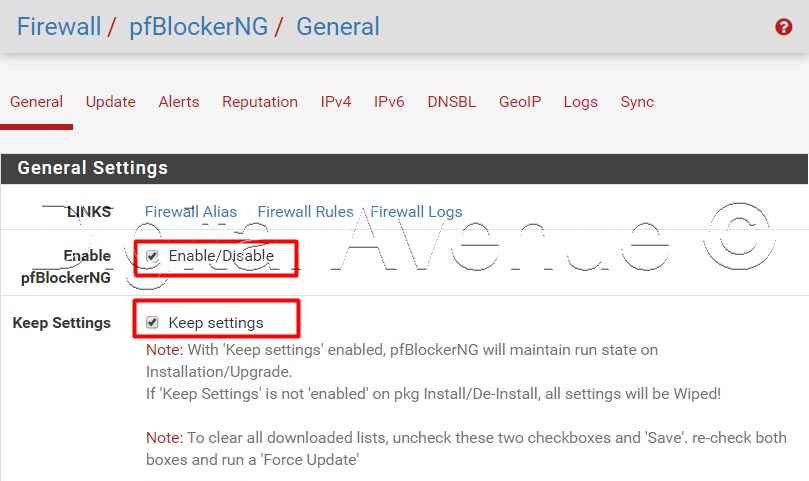 Firewall / pfBlockerNG / General
General Update Alerts Reputation IPv4 IPv6 DNSBL GeoIP Logs Sync
General Settings
LINKS Firewall Alias Firewall Rules Firewall Logs
Digital Avenue ©
Enable pfBlockerNG
Enable/Disable
Keep Settings
Keep settings
Note: With 'Keep settings' enabled, pfBlockerNG will maintain run state on
Installation/Upgrade.
If 'Keep Settings' is not 'enabled' on pkg Install/De-Install, all settings will be Wiped!
Note: To clear all downloaded lists, uncheck these two checkboxes and 'Save'. re-check both
boxes and run a 'Force Update'